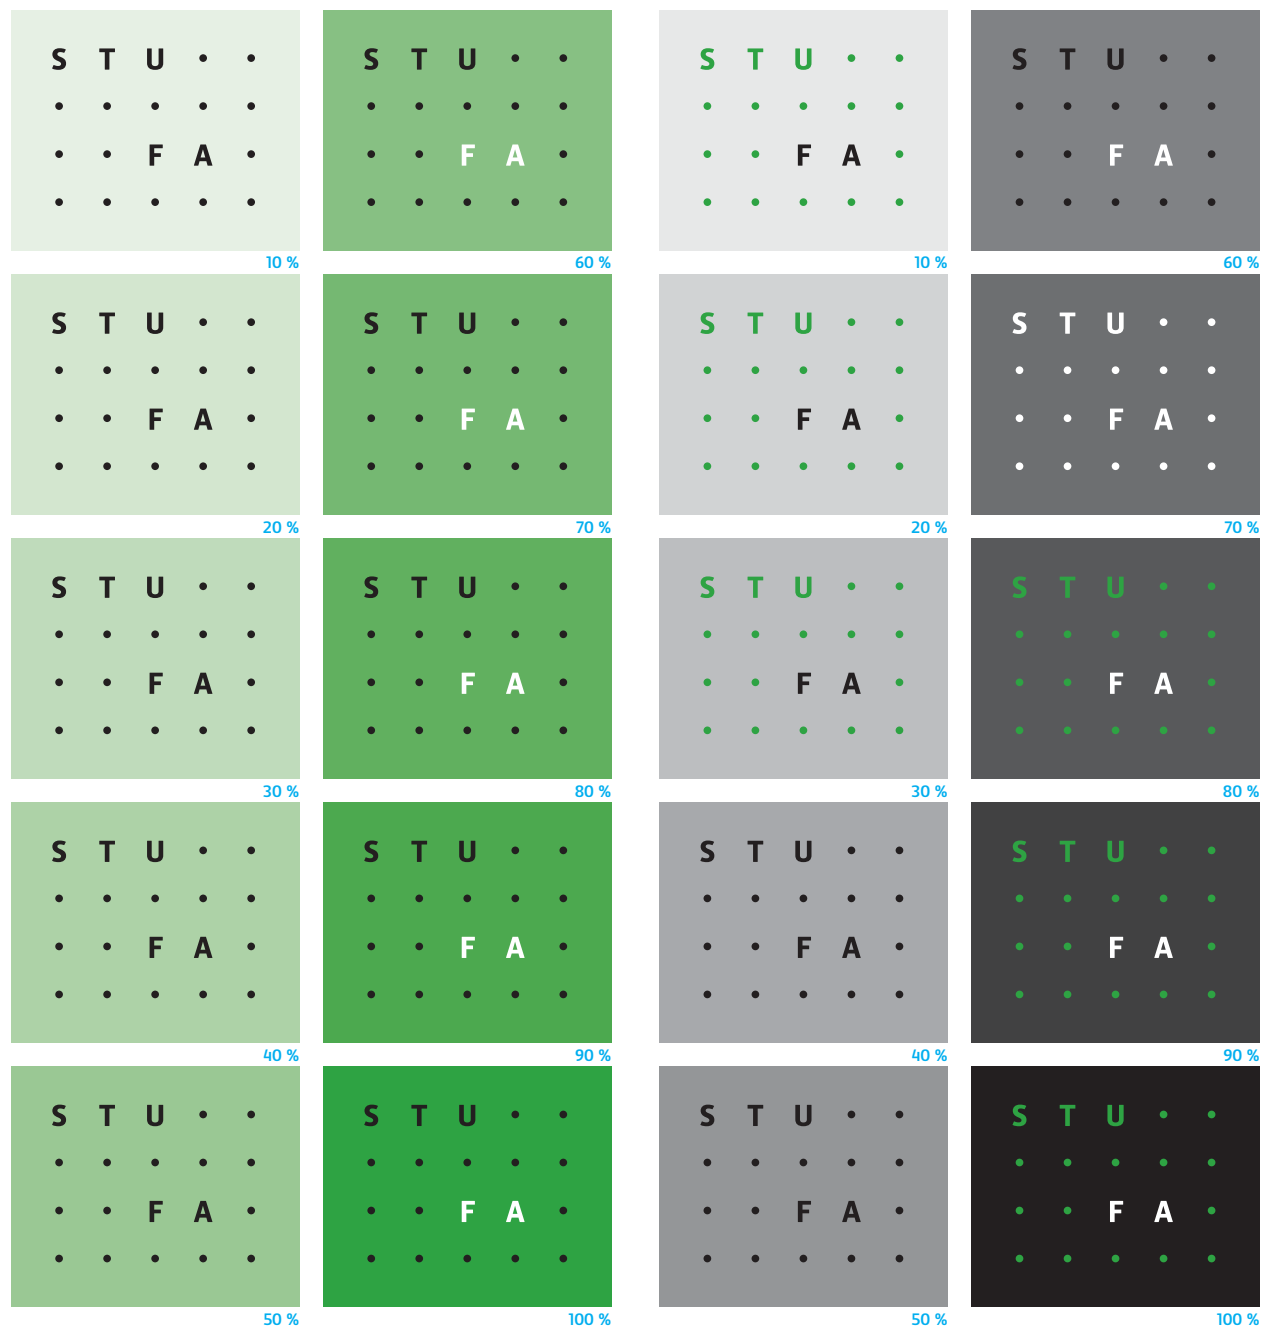 S T U • •
• • • • •
• • F A •
• • • • •
10 %
S T U • •
• • • • •
• • F A •
• • • • •
60 %
S T U • •
• • • • •
• • F A •
• • • • •
10 %
S T U • •
• • • • •
• • F A •
• • • • •
60 %
S T U • •
• • • • •
• • F A •
• • • • •
20 %
S T U • •
• • • • •
• • F A •
• • • • •
70 %
S T U • •
• • • • •
• • F A •
• • • • •
20 %
S T U • •
• • • • •
• • F A •
• • • • •
70 %
S T U • •
• • • • •
• • F A •
• • • • •
30 %
S T U • •
• • • • •
• • F A •
• • • • •
80 %
S T U • •
• • • • •
• • F A •
• • • • •
30 %
S T U • •
• • • • •
• • F A •
• • • • •
80 %
S T U • •
• • • • •
• • F A •
• • • • •
40 %
S T U • •
• • • • •
• • F A •
• • • • •
90 %
S T U • •
• • • • •
• • F A •
• • • • •
40 %
S T U • •
• • • • •
• • F A •
• • • • •
90 %
S T U • •
• • • • •
• • F A •
• • • • •
50 %
S T U • •
• • • • •
• • F A •
• • • • •
100 %
S T U • •
• • • • •
• • F A •
• • • • •
50 %
S T U • •
• • • • •
• • F A •
• • • • •
100 %